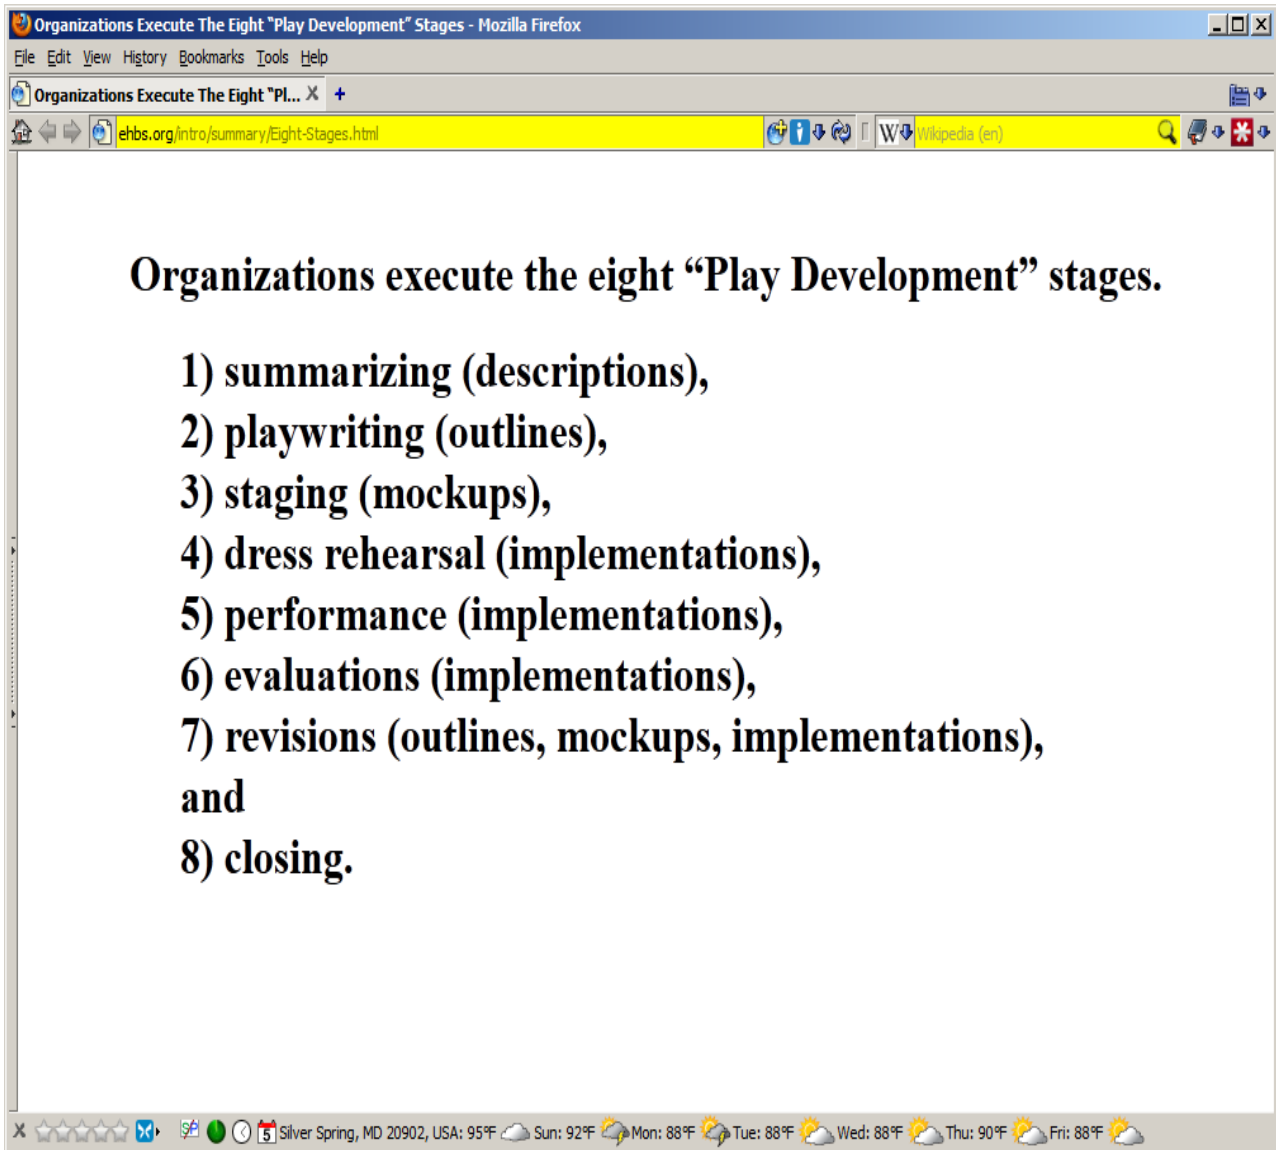 Organizations Execute The Eight “Play Development” Stages - Mozilla Firefox
File Edit View History Bookmarks Tools Help
Organizations Execute The Eight “Pl... X +
ehbs.org/intro/summary/Eight-Stages.html W Wikipedia (en)
Organizations execute the eight “Play Development” stages.
1) summarizing (descriptions),
2) playwriting (outlines),
3) staging (mockups),
4) dress rehearsal (implementations),
5) performance (implementations),
6) evaluations (implementations),
7) revisions (outlines, mockups, implementations),
and
8) closing.
5 Silver Spring, MD 20902, USA: 95°F Sun: 92°F Mon: 88°F Tue: 88°F Wed: 88°F Thu: 90°F Fri: 88°F